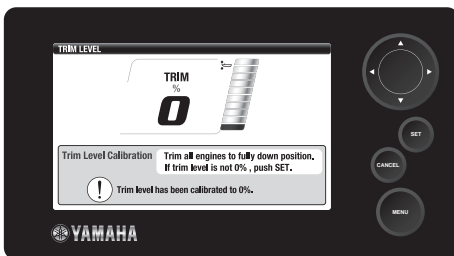 TRIM LEVEL
TRIM
%
0
Trim Level Calibration
Trim all engines to fully down position.
If trim level is not 0% , push SET.
! Trim level has been calibrated to 0%.
SET
CANCEL
MENU
YAMAHA